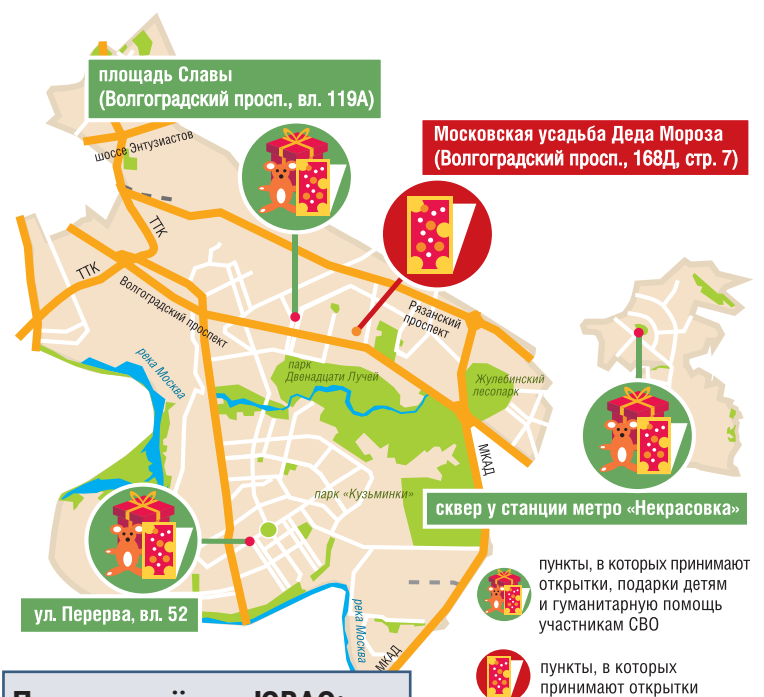 площадь Славы
(Волгоградский просп., вл. 119А)
Московская усадьба Деда Мороза
(Волгоградский просп., 168Д, стр. 7)
шоссе Энтузиастов
ТТК
ТТК
Волгоградский проспект
Рязанский
проспект
река Москва
парк
Двенадцати Лучей
Жулебинский
лесопарк
МКАД
парк «Кузьминки»
сквер у станции метро «Некрасовка»
ул. Перерва, вл. 52
река Москва
МКАД
пункты, в которых принимают
открытки, подарки детям
и гуманитарную помощь
участникам СВО
пункты, в которых
принимают открытки